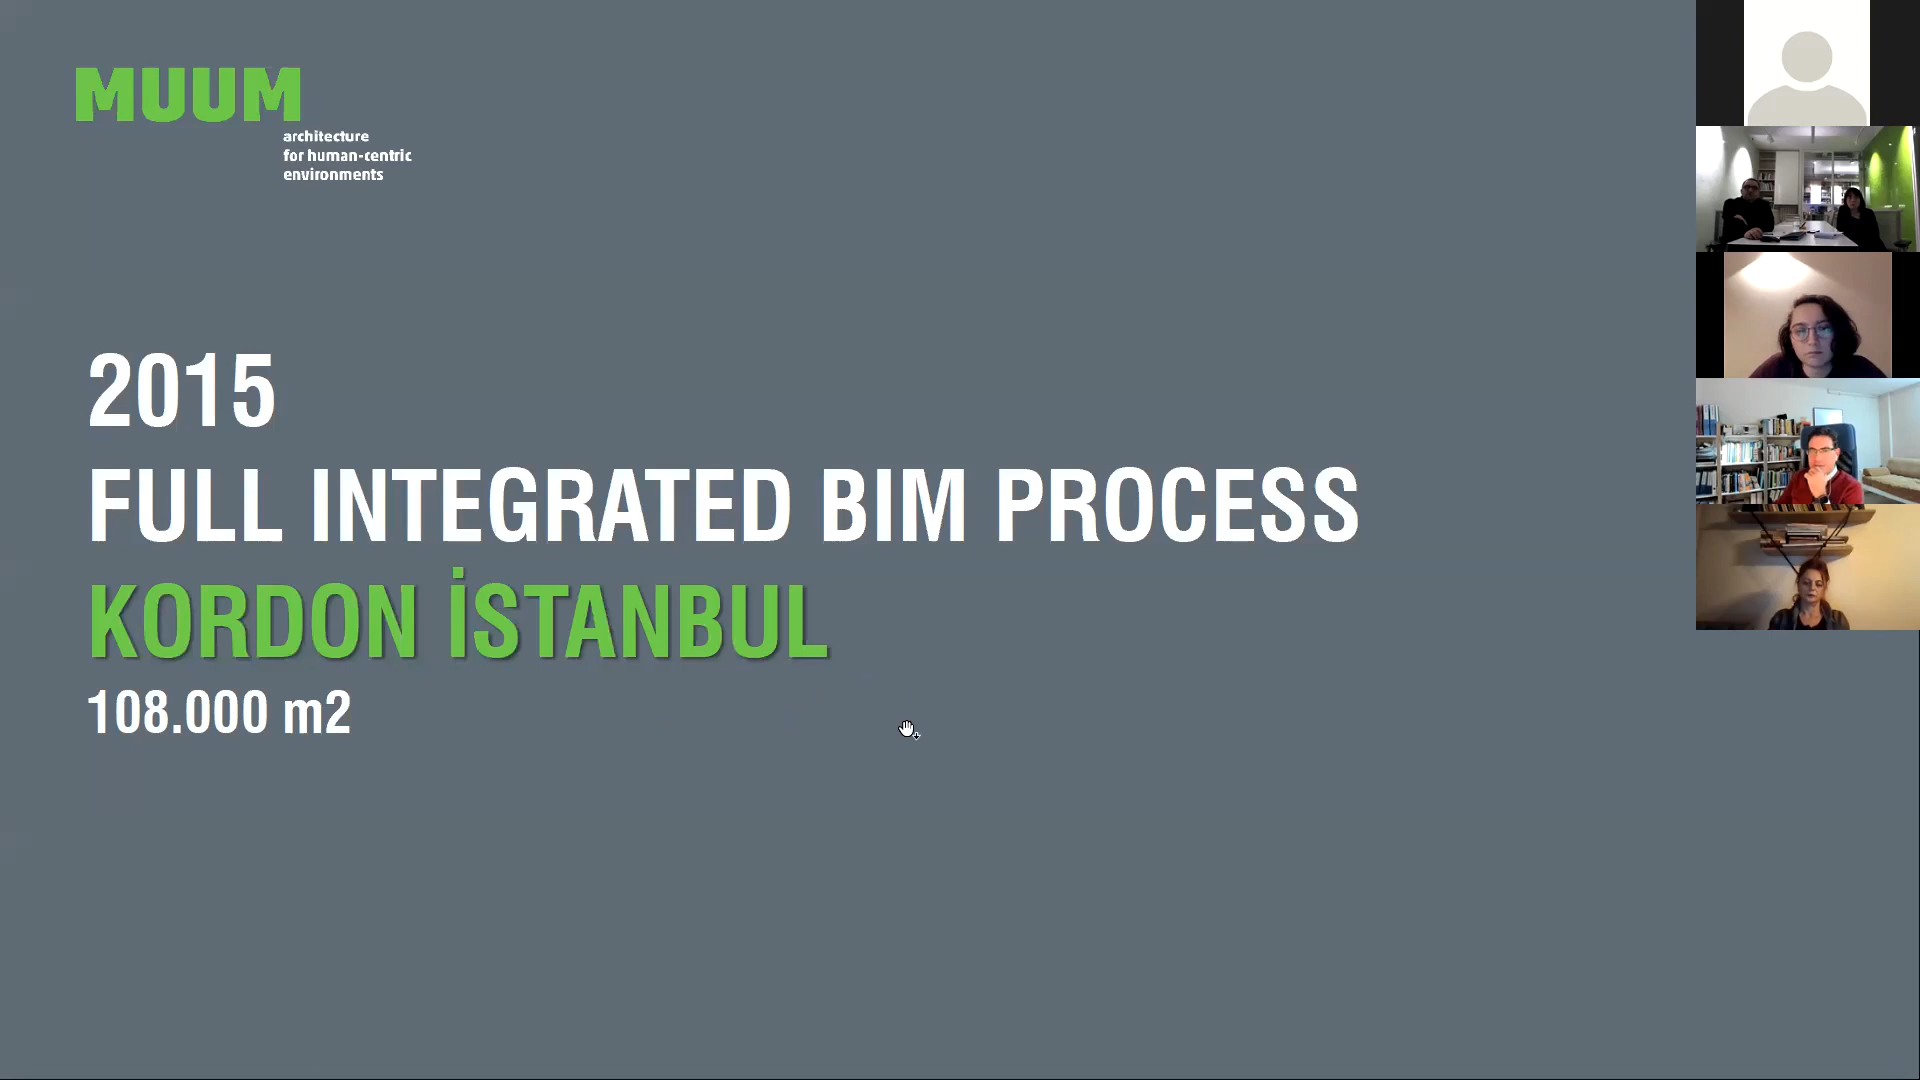 MUUM
architecture
for human-centric
environments
2015
FULL INTEGRATED BIM PROCESS
KORDON İSTANBUL
108.000 m2